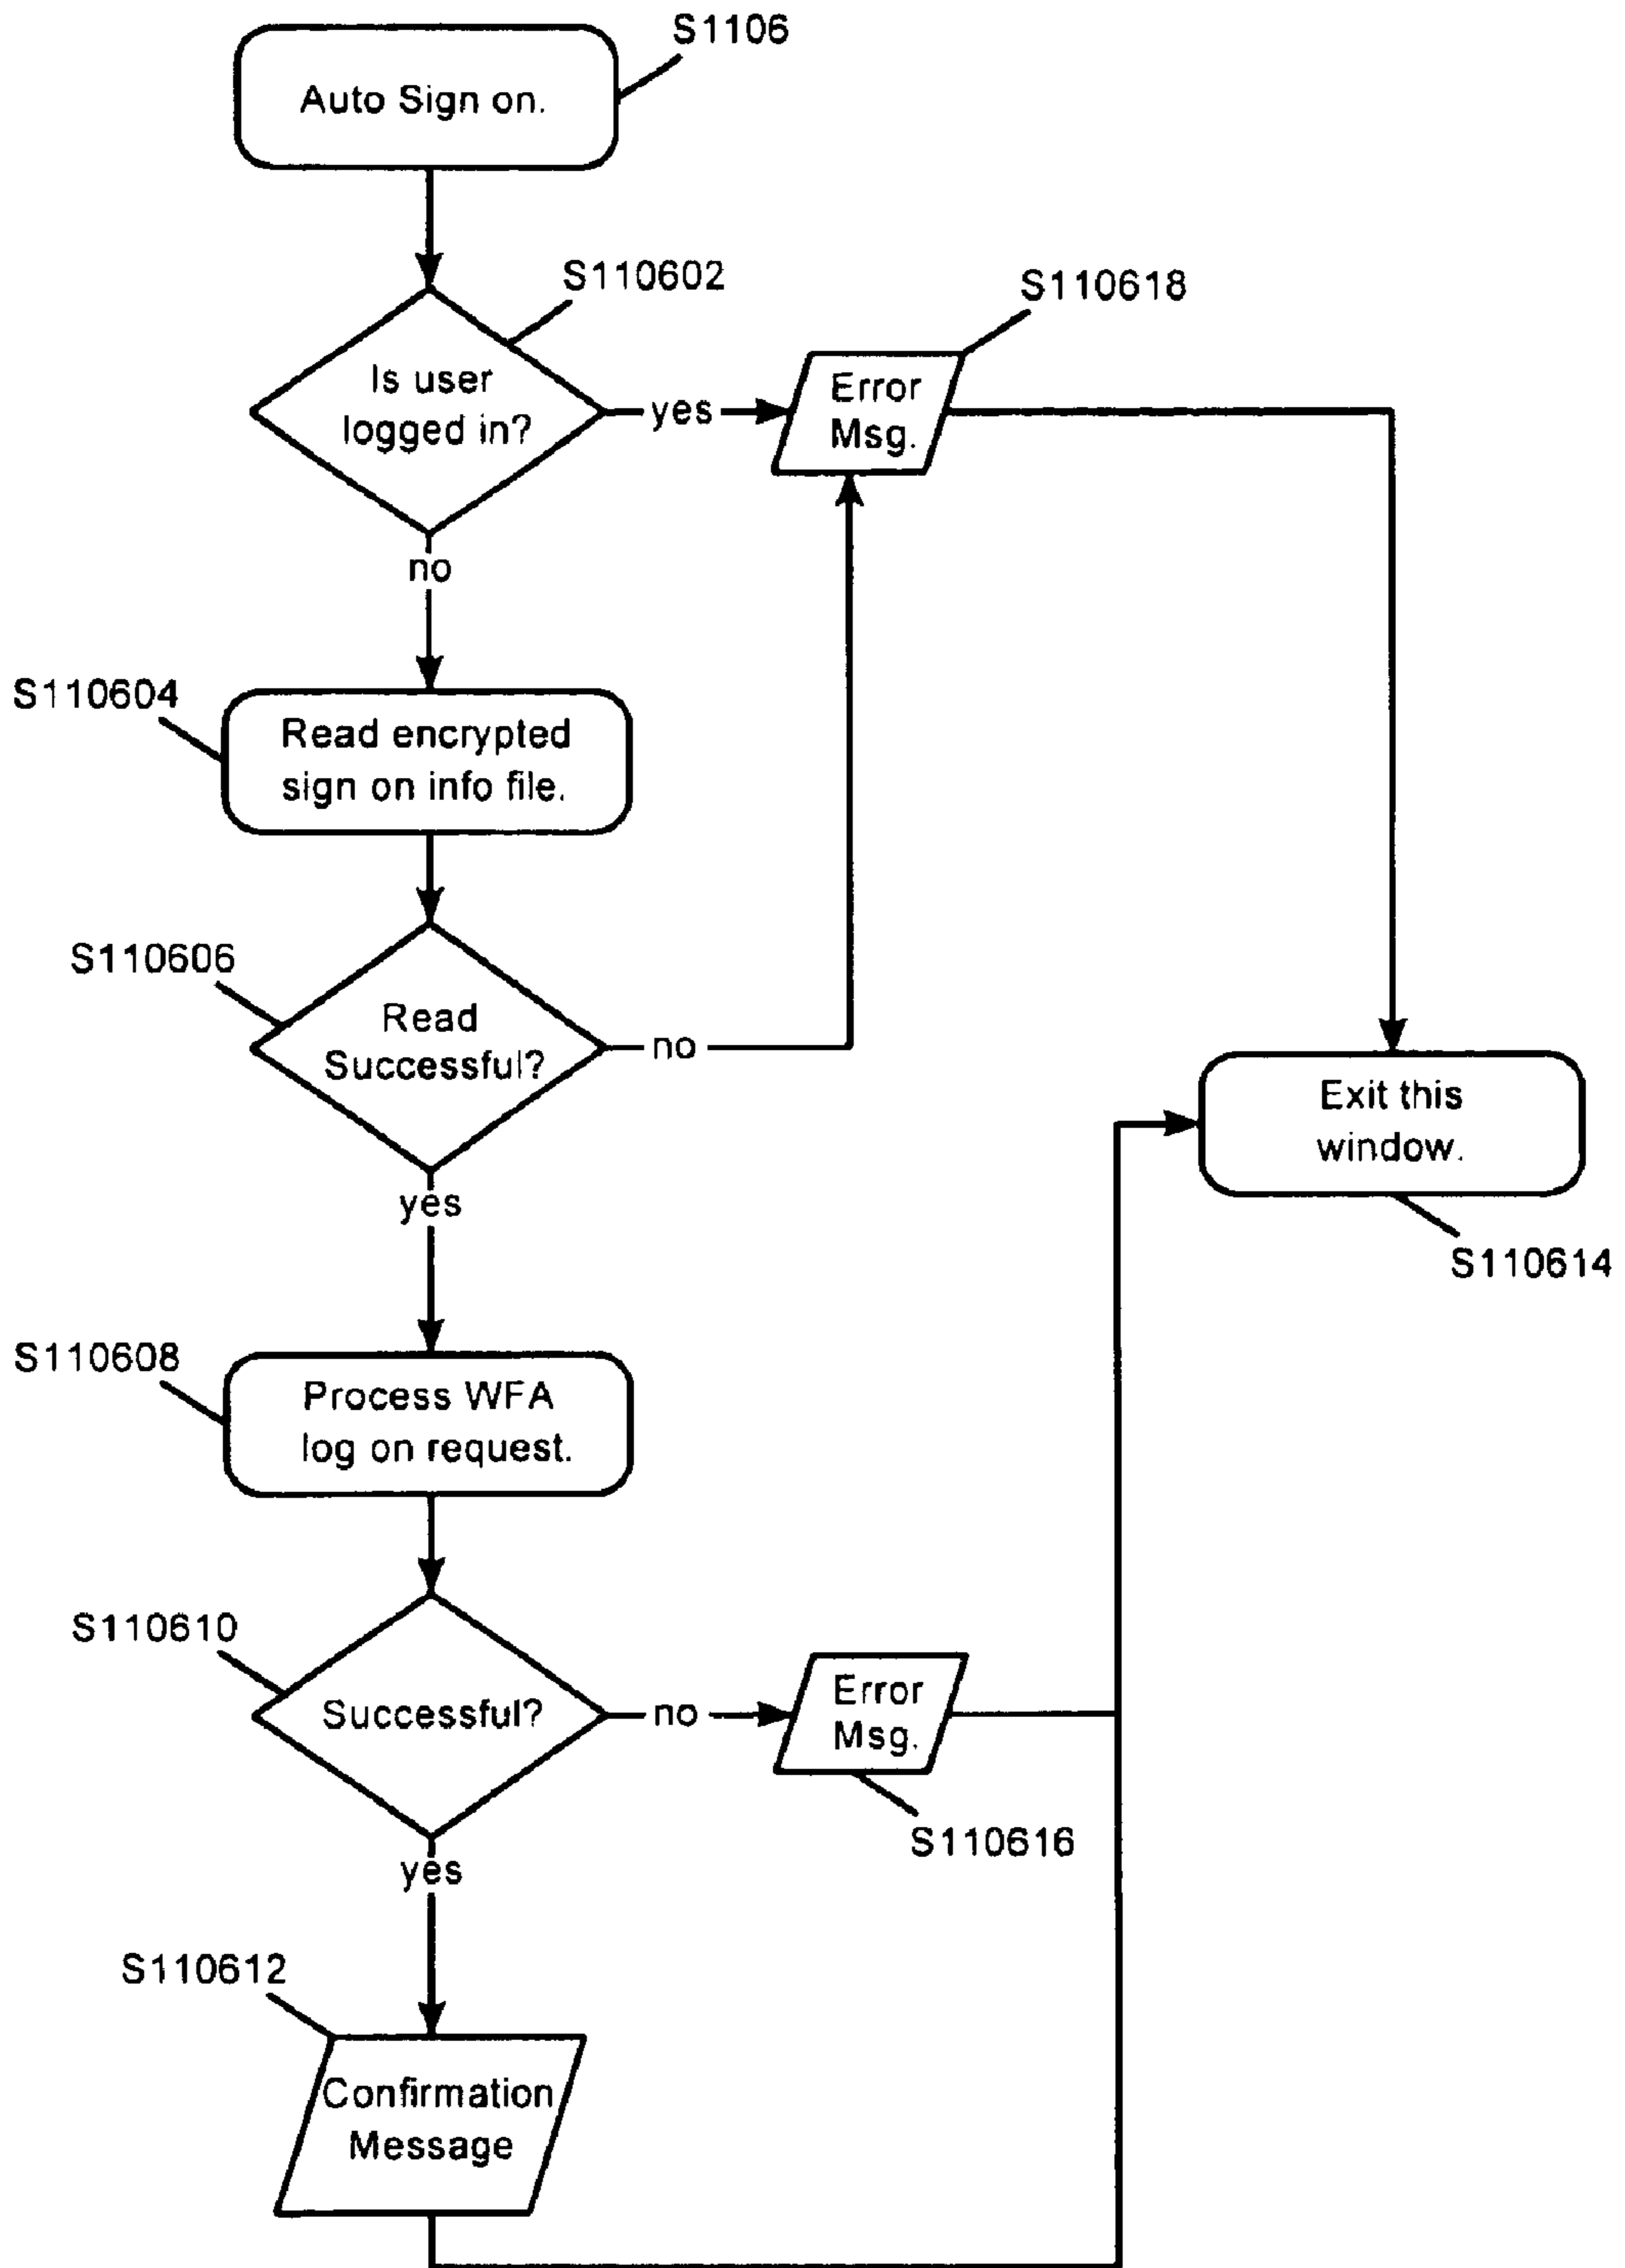 S1106
Auto Sign on.
S110602
S110618
Is user
logged in?
yes
Error
Msg.
no
S110604
Read encrypted
sign on info file.
S110606
Read
Successful?
no
Exit this
window.
yes
S110614
S110608
Process WFA
log on request.
S110610
Successful?
no
Error
Msg.
S110616
yes
S110612
Confirmation
Message